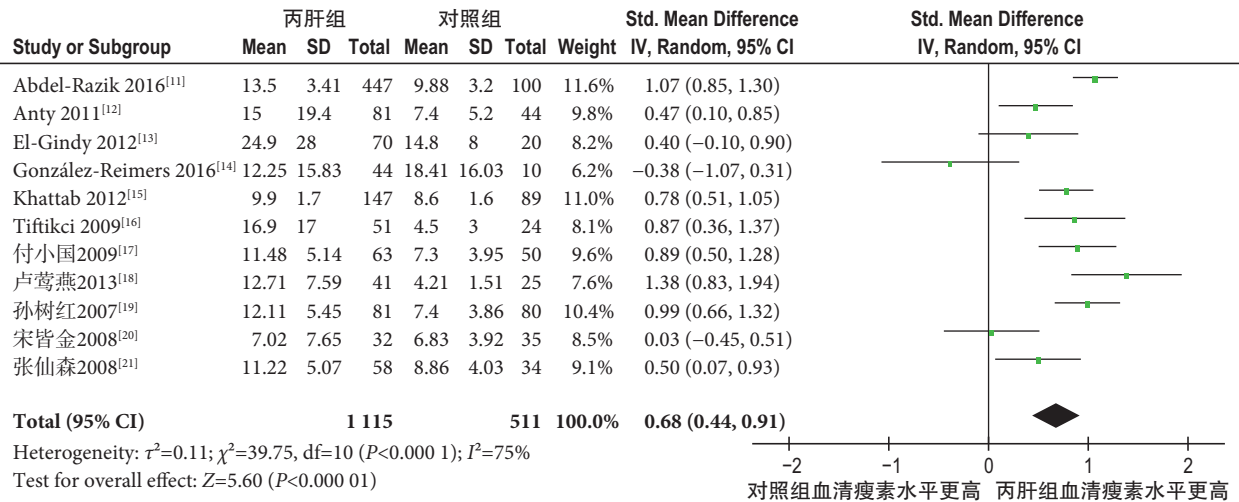 丙肝组 对照组 Std. Mean Difference Std. Mean Difference
Study or Subgroup Mean SD Total Mean SD Total Weight IV, Random, 95% CI IV, Random, 95% CI
Abdel-Razik 2016[11] 13.5 3.41 447 9.88 3.2 100 11.6% 1.07 (0.85, 1.30)
Anty 2011[12] 15 19.4 81 7.4 5.2 44 9.8% 0.47 (0.10, 0.85)
El-Gindy 2012[13] 24.9 28 70 14.8 8 20 8.2% 0.40 (−0.10, 0.90)
González-Reimers 2016[14] 12.25 15.83 44 18.41 16.03 10 6.2% −0.38 (−1.07, 0.31)
Khattab 2012[15] 9.9 1.7 147 8.6 1.6 89 11.0% 0.78 (0.51, 1.05)
Tiftikci 2009[16] 16.9 17 51 4.5 3 24 8.1% 0.87 (0.36, 1.37)
付小国2009[17] 11.48 5.14 63 7.3 3.95 50 9.6% 0.89 (0.50, 1.28)
卢莺燕2013[18] 12.71 7.59 41 4.21 1.51 25 7.6% 1.38 (0.83, 1.94)
孙树红2007[19] 12.11 5.45 81 7.4 3.86 80 10.4% 0.99 (0.66, 1.32)
宋皆金2008[20] 7.02 7.65 32 6.83 3.92 35 8.5% 0.03 (−0.45, 0.51)
张仙森2008[21] 11.22 5.07 58 8.86 4.03 34 9.1% 0.50 (0.07, 0.93)
Total (95% CI) 1 115 511 100.0% 0.68 (0.44, 0.91)
Heterogeneity: τ²=0.11; χ²=39.75, df=10 (P<0.000 1); I²=75%
Test for overall effect: Z=5.60 (P<0.000 01)
−2 −1 0 1 2
对照组血清瘦素水平更高 丙肝组血清瘦素水平更高